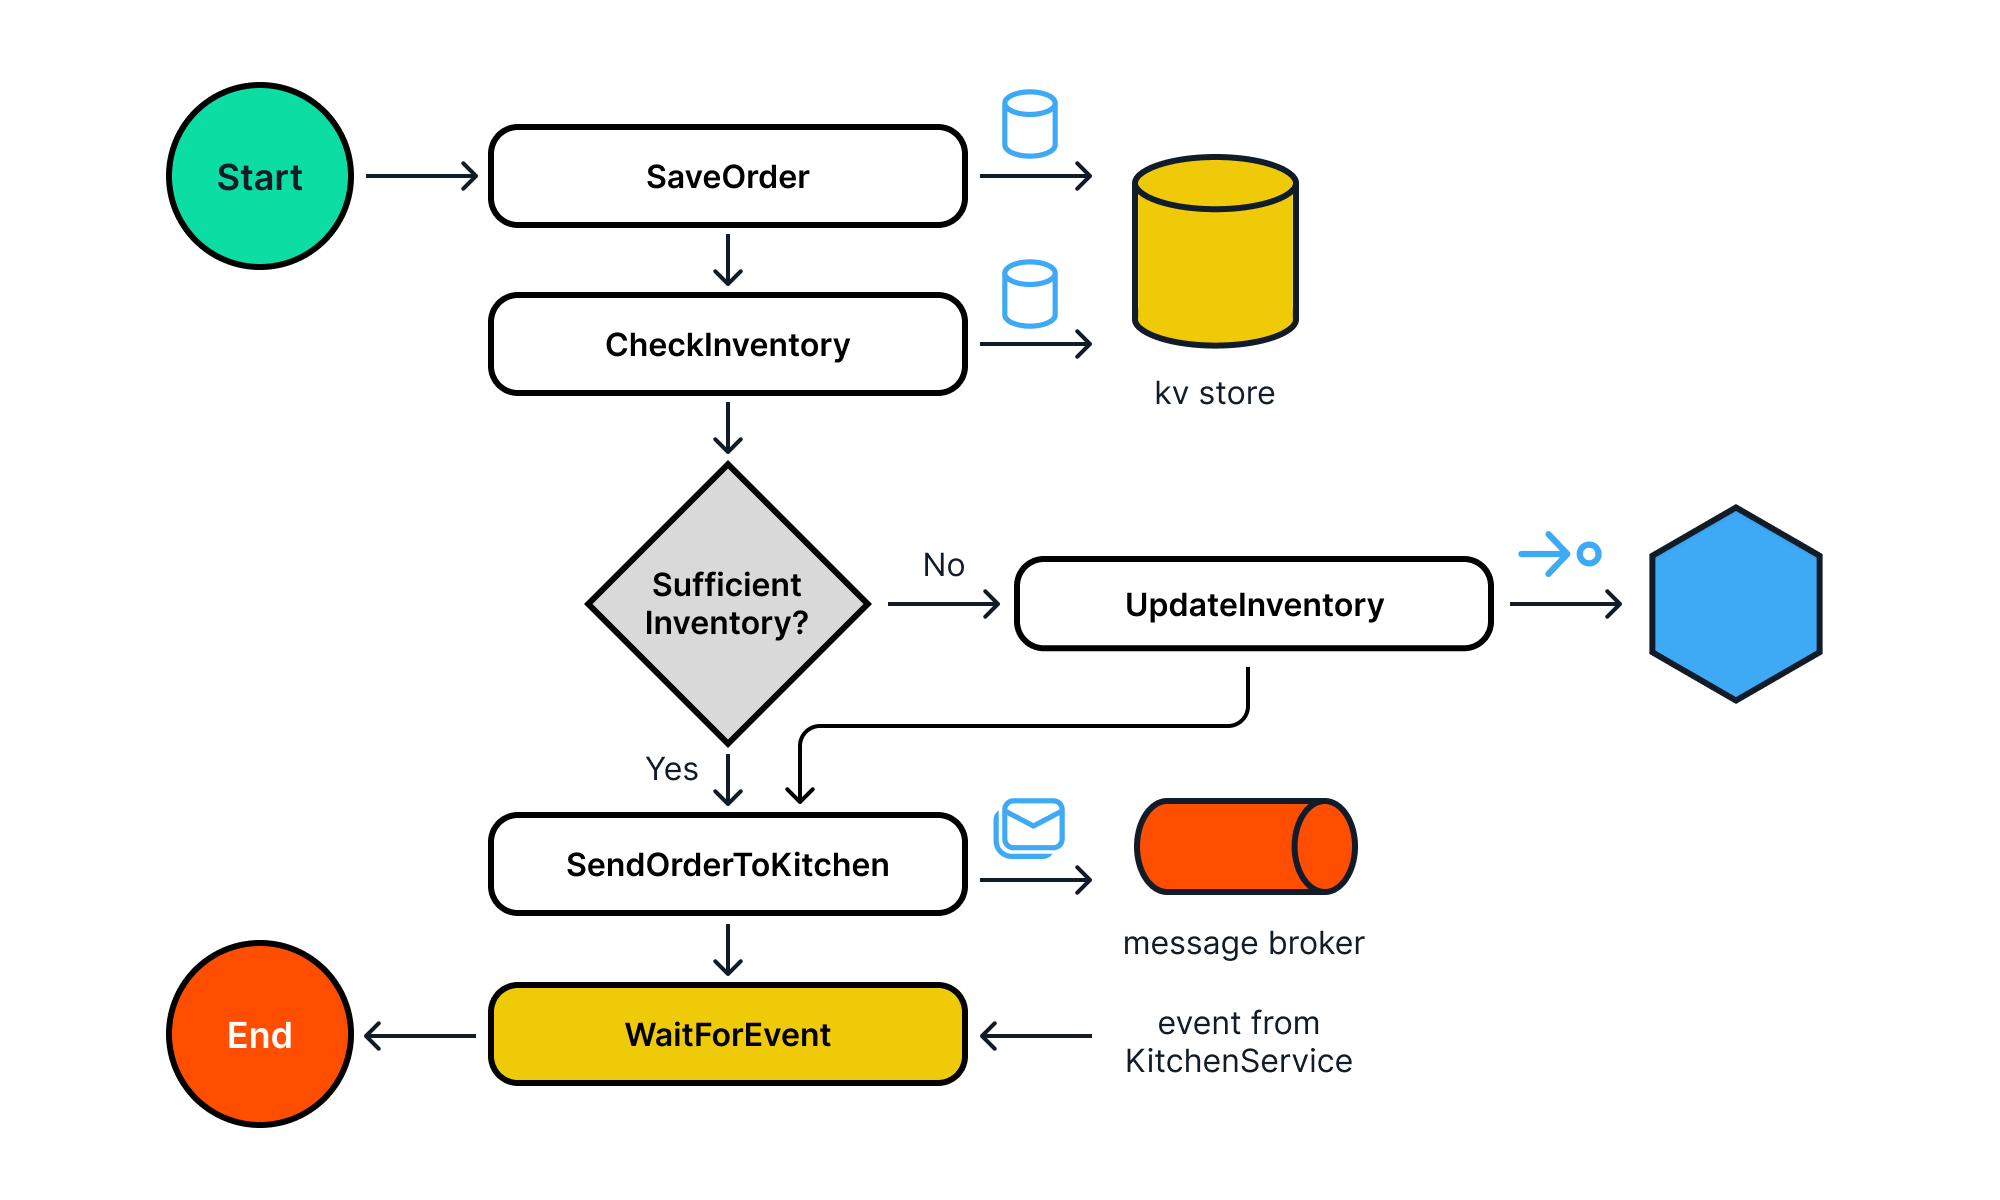 Start
SaveOrder
CheckInventory
kv store
Sufficient
Inventory?
No
UpdateInventory
Yes
SendOrderToKitchen
message broker
End
WaitForEvent
event from
KitchenService